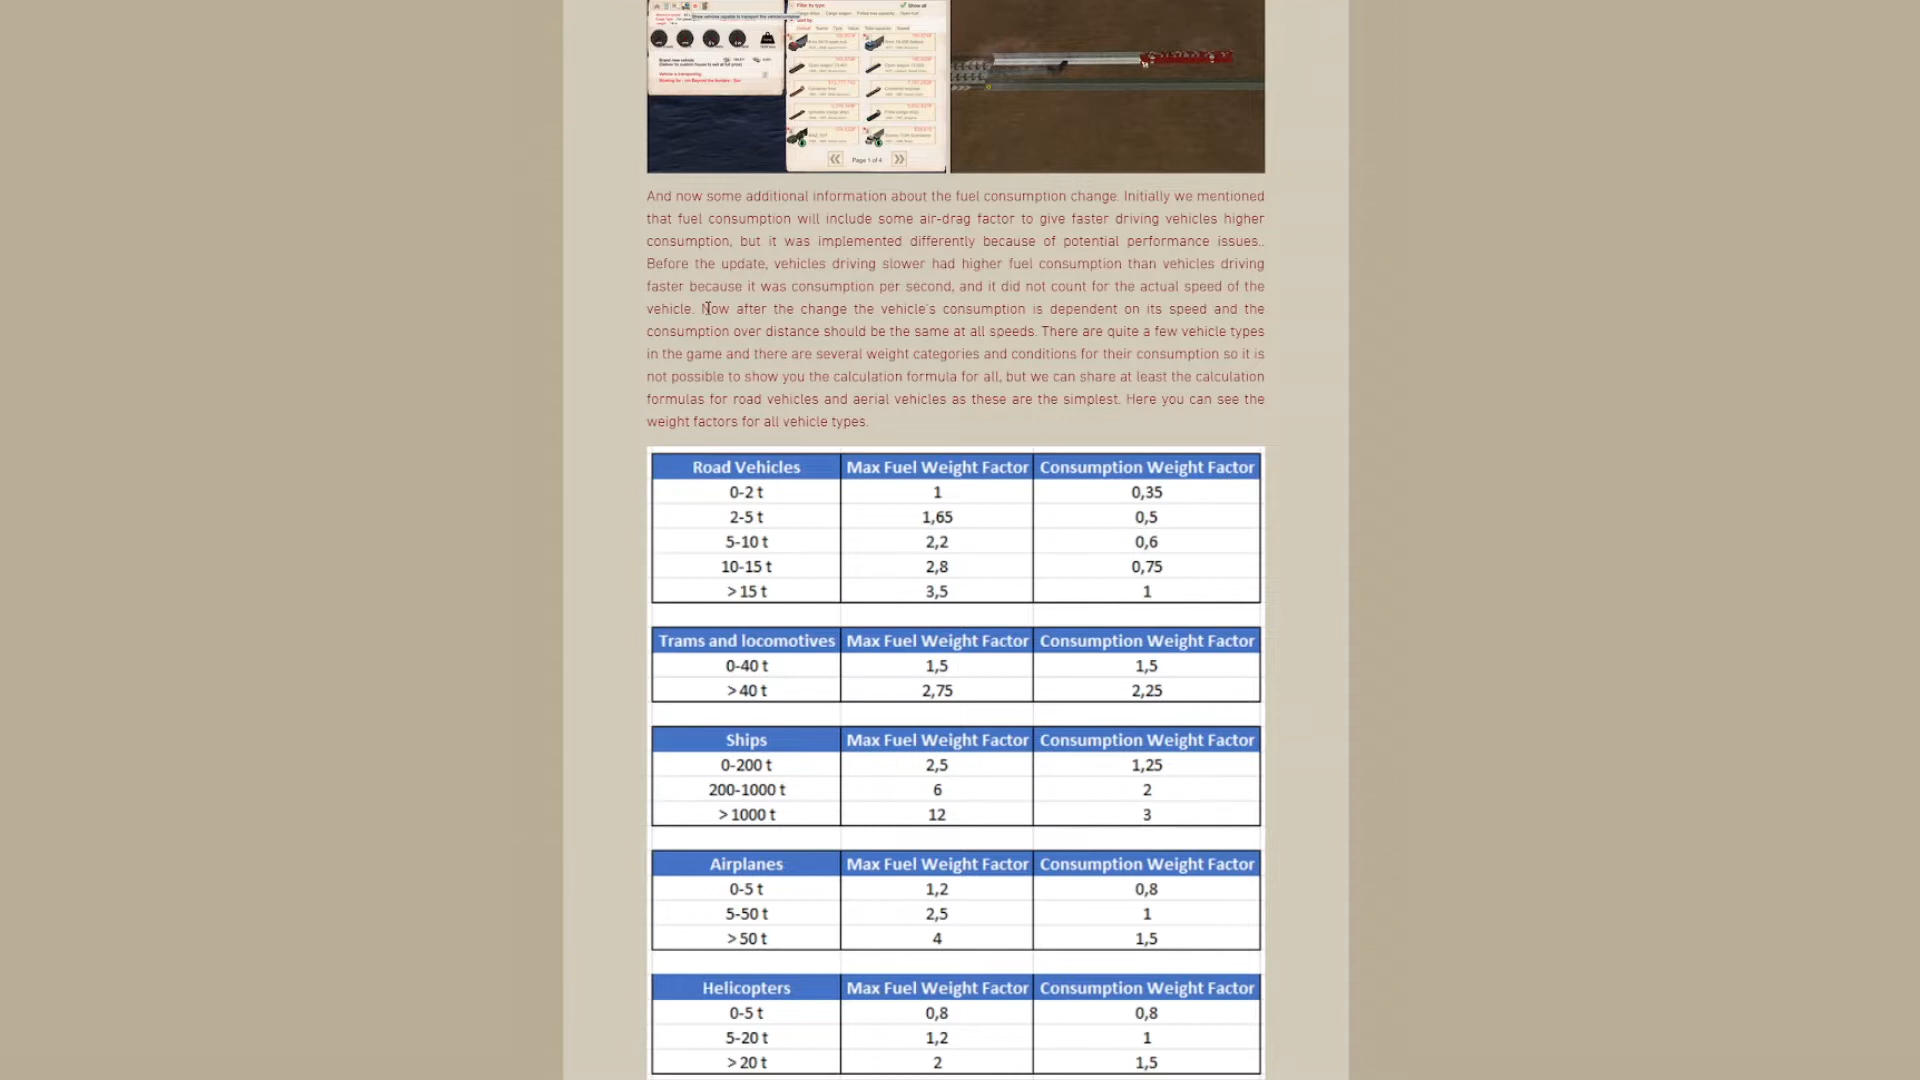 Filter by type
Show all
Page 1 of 4
And now some additional information about the fuel consumption change. Initially we mentioned
that fuel consumption will include some air-drag factor to give faster driving vehicles higher
consumption, but it was implemented differently because of potential performance issues..
Before the update, vehicles driving slower had higher fuel consumption than vehicles driving
faster because it was consumption per second, and it did not count for the actual speed of the
vehicle. Now after the change the vehicle's consumption is dependent on its speed and the
consumption over distance should be the same at all speeds. There are quite a few vehicle types
in the game and there are several weight categories and conditions for their consumption so it is
not possible to show you the calculation formula for all, but we can share at least the calculation
formulas for road vehicles and aerial vehicles as these are the simplest. Here you can see the
weight factors for all vehicle types.
Road Vehicles Max Fuel Weight Factor Consumption Weight Factor
0-2 t 1 0,35
2-5 t 1,65 0,5
5-10 t 2,2 0,6
10-15 t 2,8 0,75
> 15 t 3,5 1
Trams and locomotives Max Fuel Weight Factor Consumption Weight Factor
0-40 t 1,5 1,5
> 40 t 2,75 2,25
Ships Max Fuel Weight Factor Consumption Weight Factor
0-200 t 2,5 1,25
200-1000 t 6 2
> 1000 t 12 3
Airplanes Max Fuel Weight Factor Consumption Weight Factor
0-5 t 1,2 0,8
5-50 t 2,5 1
> 50 t 4 1,5
Helicopters Max Fuel Weight Factor Consumption Weight Factor
0-5 t 0,8 0,8
5-20 t 1,2 1
> 20 t 2 1,5